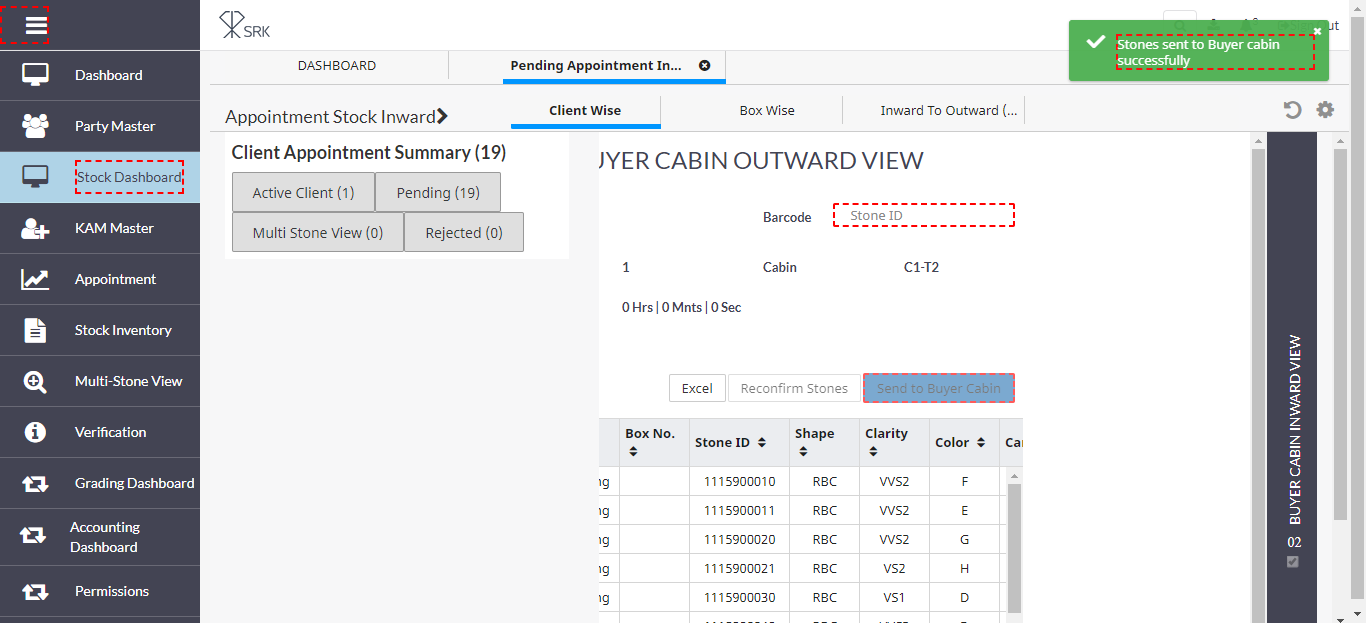 SRK
Stones sent to Buyer cabin
successfully
Dashboard
Party Master
Stock Dashboard
KAM Master
Appointment
Stock Inventory
Multi-Stone View
Verification
Grading Dashboard
Accounting
Dashboard
Permissions
DASHBOARD
Pending Appointment In...
Appointment Stock Inward
Client Wise
Box Wise
Inward To Outward (...
Client Appointment Summary (19)
Active Client (1)
Pending (19)
Multi Stone View (0)
Rejected (0)
UYER CABIN OUTWARD VIEW
Barcode
Stone ID
1
Cabin
C1-T2
0 Hrs | 0 Mnts | 0 Sec
Excel
Reconfirm Stones
Send to Buyer Cabin
Box No.
Stone ID
Shape
Clarity
Color
Ca
ng 1115900010 RBC VVS2 F
ng 1115900011 RBC VVS2 E
ng 1115900020 RBC VVS2 G
ng 1115900021 RBC VS2 H
ng 1115900030 RBC VS1 D
BUYER CABIN INWARD VIEW
02